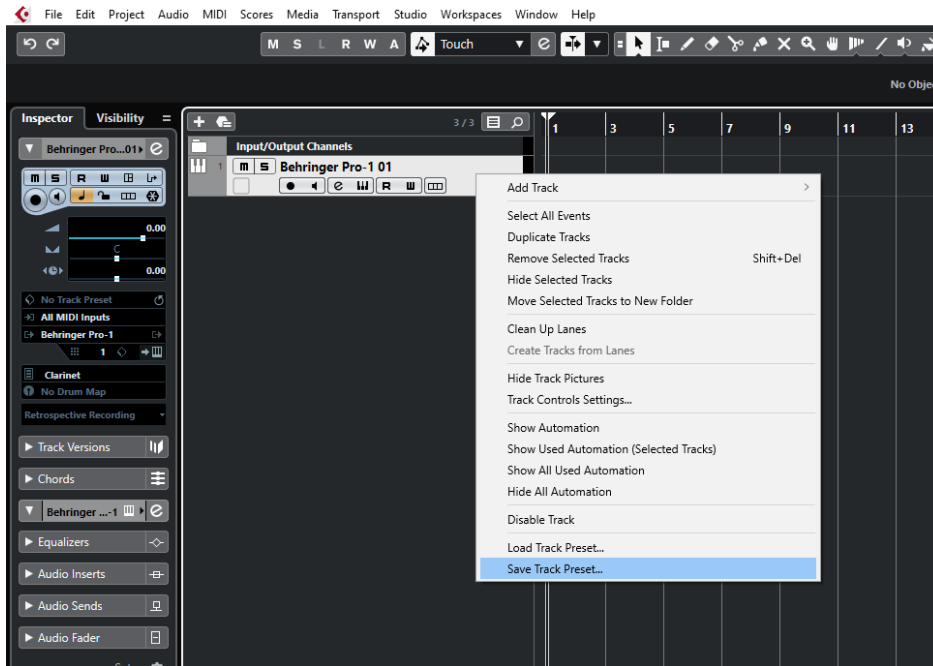 File Edit Project Audio MIDI Scores Media Transport Studio Workspaces Window Help
M S L R W A Touch
No Obje
Inspector Visibility
3 / 3
1 3 5 7 9 11 13
Behringer Pro...01
Input/Output Channels
1 m S Behringer Pro-1 01
m S R W
R W
0.00
C
0.00
No Track Preset
All MIDI Inputs
Behringer Pro-1
1
Clarinet
No Drum Map
Retrospective Recording
Track Versions
Chords
Behringer ...-1
Equalizers
Audio Inserts
Audio Sends
Audio Fader
Add Track
Select All Events
Duplicate Tracks
Remove Selected Tracks Shift+Del
Hide Selected Tracks
Move Selected Tracks to New Folder
Clean Up Lanes
Create Tracks from Lanes
Hide Track Pictures
Track Controls Settings...
Show Automation
Show Used Automation (Selected Tracks)
Show All Used Automation
Hide All Automation
Disable Track
Load Track Preset...
Save Track Preset...